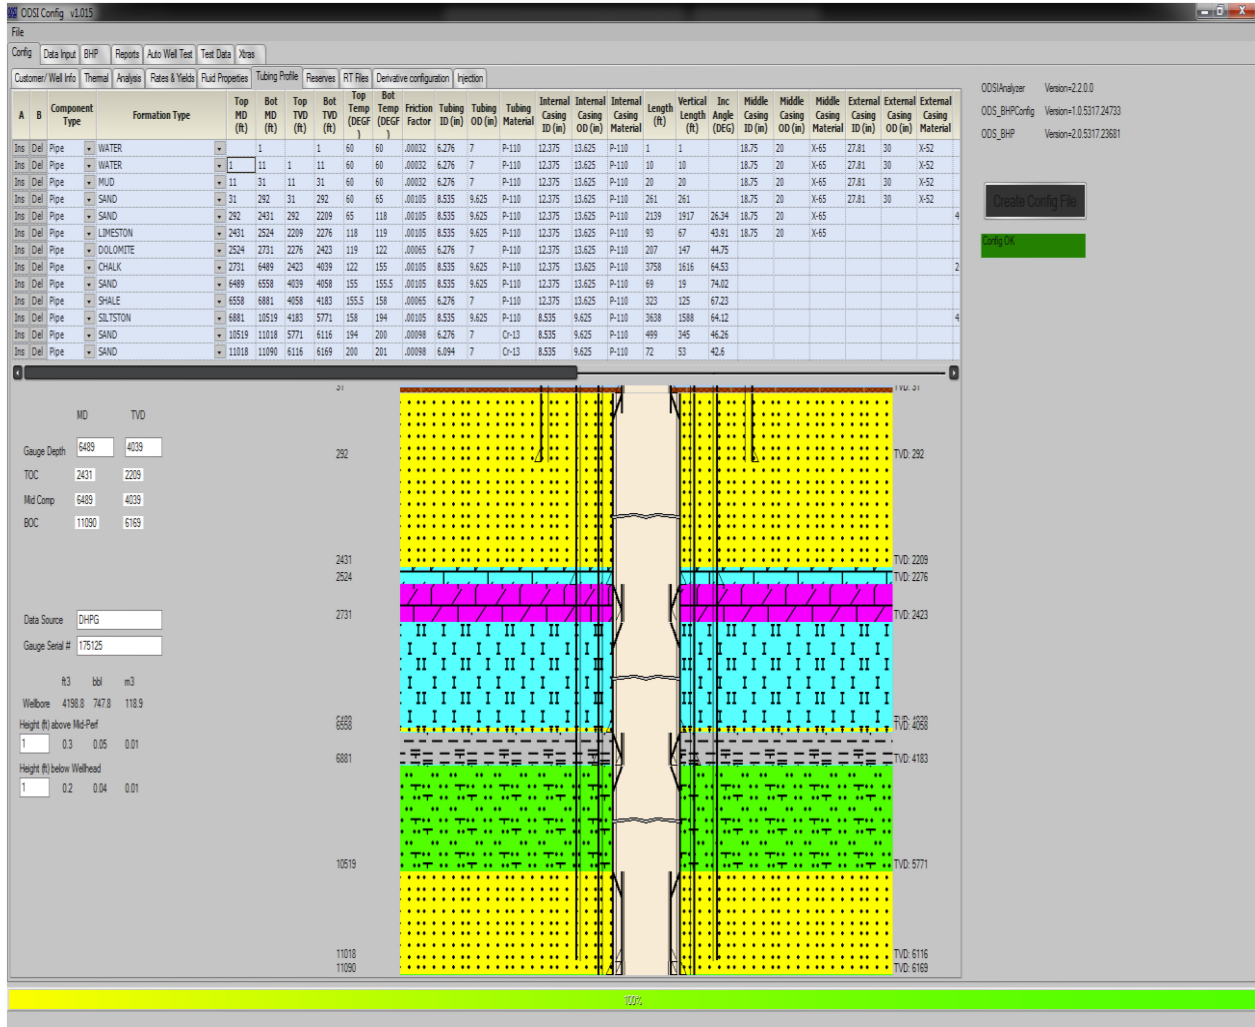 ODSI Config v1.015
File
Config Data Input BHP Reports Auto Well Test Test Data Xtras
Customer/ Well Info Thermal Analysis Rates & Yields Fluid Properties Tubing Profile Reserves RT Files Derivative configuration Injection
A B Component Type Formation Type Top MD (ft) Bot MD (ft) Top TVD (ft) Bot TVD (ft) Top Temp (DEGF ) Bot Temp (DEGF ) Friction Factor Tubing ID (in) Tubing OD (in) Tubing Material Internal Casing ID (in) Internal Casing OD (in) Internal Casing Material Length (ft) Vertical Length (ft) Inc Angle (DEG) Middle Casing ID (in) Middle Casing OD (in) Middle Casing Material External Casing ID (in) External Casing OD (in) External Casing Material
Ins Del Pipe WATER 1 1 60 60 .00032 6.276 7 P-110 12.375 13.625 P-110 1 1 18.75 20 X-65 27.81 30 X-52
Ins Del Pipe WATER 1 11 1 11 60 60 .00032 6.276 7 P-110 12.375 13.625 P-110 10 10 18.75 20 X-65 27.81 30 X-52
Ins Del Pipe MUD 11 31 11 31 60 60 .00032 6.276 7 P-110 12.375 13.625 P-110 20 20 18.75 20 X-65 27.81 30 X-52
Ins Del Pipe SAND 31 292 31 292 60 65 .00105 8.535 9.625 P-110 12.375 13.625 P-110 261 261 18.75 20 X-65 27.81 30 X-52
Ins Del Pipe SAND 292 2431 292 2209 65 118 .00105 8.535 9.625 P-110 12.375 13.625 P-110 2139 1917 26.34 18.75 20 X-65 4
Ins Del Pipe LIMESTON 2431 2524 2209 2276 118 119 .00105 8.535 9.625 P-110 12.375 13.625 P-110 93 67 43.91 18.75 20 X-65
Ins Del Pipe DOLOMITE 2524 2731 2276 2423 119 122 .00065 6.276 7 P-110 12.375 13.625 P-110 207 147 44.75
Ins Del Pipe CHALK 2731 6489 2423 4039 122 155 .00105 8.535 9.625 P-110 12.375 13.625 P-110 3758 1616 64.53 2
Ins Del Pipe SAND 6489 6558 4039 4058 155 155.5 .00105 8.535 9.625 P-110 12.375 13.625 P-110 69 19 74.02
Ins Del Pipe SHALE 6558 6881 4058 4183 155.5 158 .00065 6.276 7 P-110 12.375 13.625 P-110 323 125 67.23
Ins Del Pipe SILTSTON 6881 10519 4183 5771 158 194 .00105 8.535 9.625 P-110 8.535 9.625 P-110 3638 1588 64.12 4
Ins Del Pipe SAND 10519 11018 5771 6116 194 200 .00098 6.276 7 Cr-13 8.535 9.625 P-110 499 345 46.26
Ins Del Pipe SAND 11018 11090 6116 6169 200 201 .00098 6.094 7 Cr-13 8.535 9.625 P-110 72 53 42.6
ODSIAnalyzer Version=2.2.0.0
ODS_BHPConfig Version=1.0.5317.24733
ODS_BHP Version=2.0.5317.23681
Create Config File
Config OK
MD TVD
Gauge Depth 6489 4039
TOC 2431 2209
Mid Comp 6489 4039
BOC 11090 6169
Data Source DHPG
Gauge Serial # 175125
ft3 bbl m3
Wellbore 4198.8 747.8 118.9
Height (ft) above Mid-Perf
1 0.3 0.05 0.01
Height (ft) below Wellhead
1 0.2 0.04 0.01
31 TVD: 31
292 TVD: 292
2431 TVD: 2209
2524 TVD: 2276
2731 TVD: 2423
6558 TVD: 4058
6881 TVD: 4183
10519 TVD: 5771
11018 TVD: 6116
11090 TVD: 6169
100%